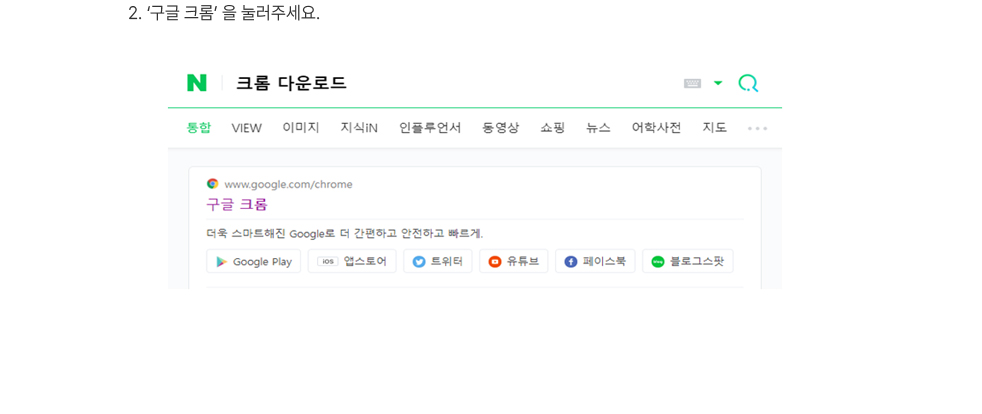 2. ‘구글 크롬’ 을 눌러주세요.
N 크롬 다운로드
통합 VIEW 이미지 지식iN 인플루언서 동영상 쇼핑 뉴스 어학사전 지도
www.google.com/chrome
구글 크롬
더욱 스마트해진 Google로 더 간편하고 안전하고 빠르게.
Google Play iOS 앱스토어 트위터 유튜브 페이스북 블로그스팟